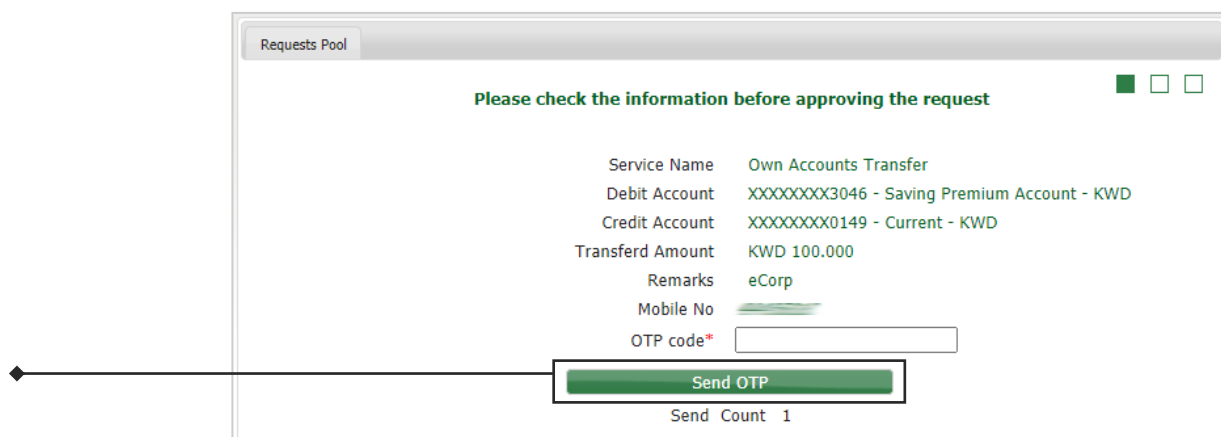 Requests Pool
Please check the information before approving the request
Service Name Own Accounts Transfer
Debit Account XXXXXXXX3046 - Saving Premium Account - KWD
Credit Account XXXXXXXX0149 - Current - KWD
Transferd Amount KWD 100.000
Remarks eCorp
Mobile No
OTP code*
Send OTP
Send Count 1